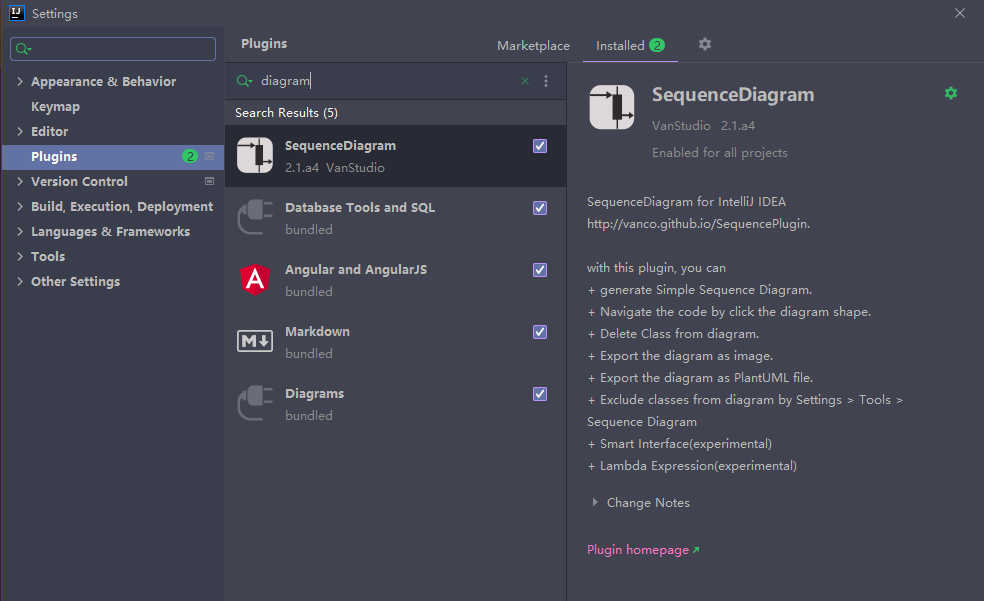 IJ
Settings
Appearance & Behavior
Keymap
Editor
Plugins 2
Version Control
Build, Execution, Deployment
Languages & Frameworks
Tools
Other Settings
Plugins
Marketplace
Installed 2
diagram
Search Results (5)
SequenceDiagram
2.1.a4 VanStudio
Database Tools and SQL
bundled
A
Angular and AngularJS
bundled
M
Markdown
bundled
Diagrams
bundled
SequenceDiagram
VanStudio 2.1.a4
Enabled for all projects
SequenceDiagram for IntelliJ IDEA
http://vanco.github.io/SequencePlugin.
with this plugin, you can
+ generate Simple Sequence Diagram.
+ Navigate the code by click the diagram shape.
+ Delete Class from diagram.
+ Export the diagram as image.
+ Export the diagram as PlantUML file.
+ Exclude classes from diagram by Settings > Tools >
Sequence Diagram
+ Smart Interface(experimental)
+ Lambda Expression(experimental)
Change Notes
Plugin homepage